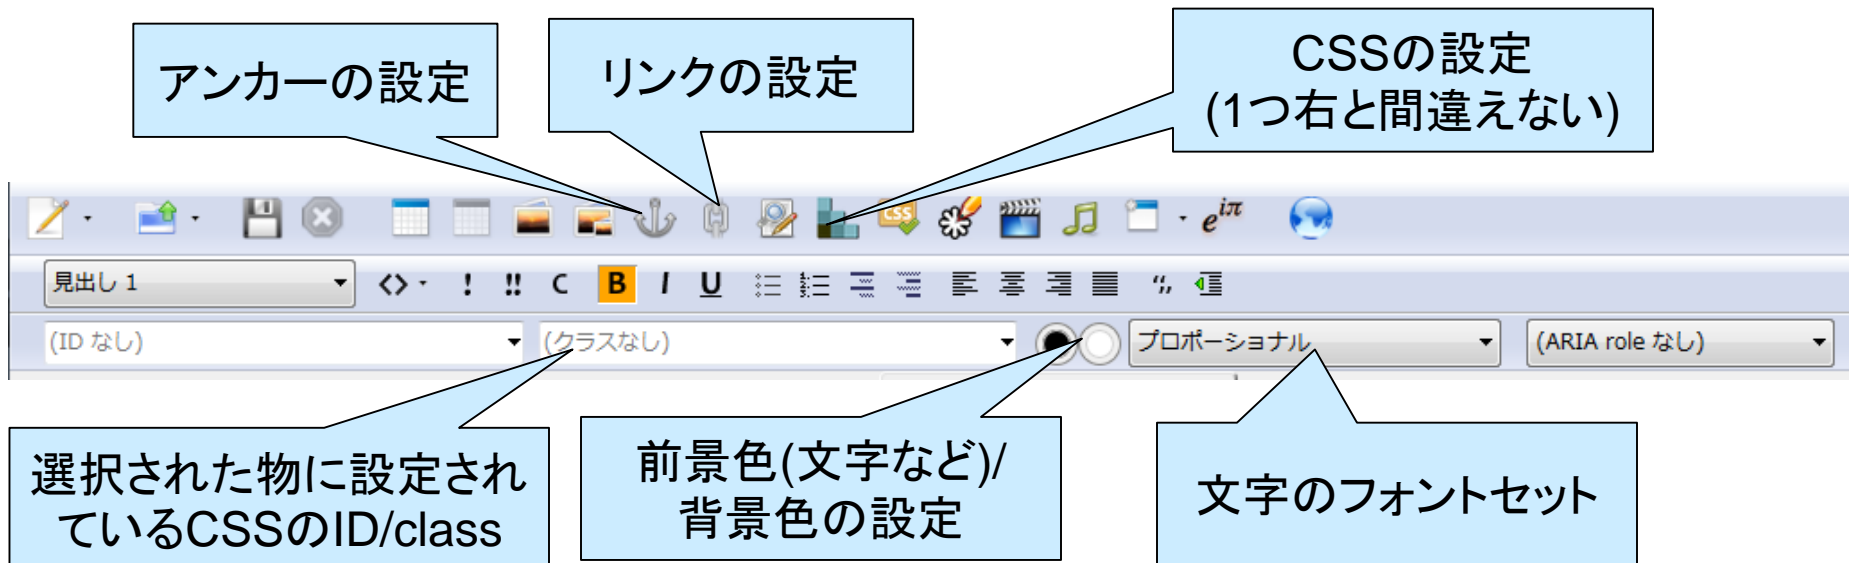 アンカーの設定
リンクの設定
CSSの設定
(1つ右と間違えない)
CSS
eiπ
見出し 1
<> ! !! C B I U
(ID なし)
(クラスなし)
プロポーショナル
(ARIA role なし)
選択された物に設定され
ているCSSのID/class
前景色(文字など)/
背景色の設定
文字のフォントセット